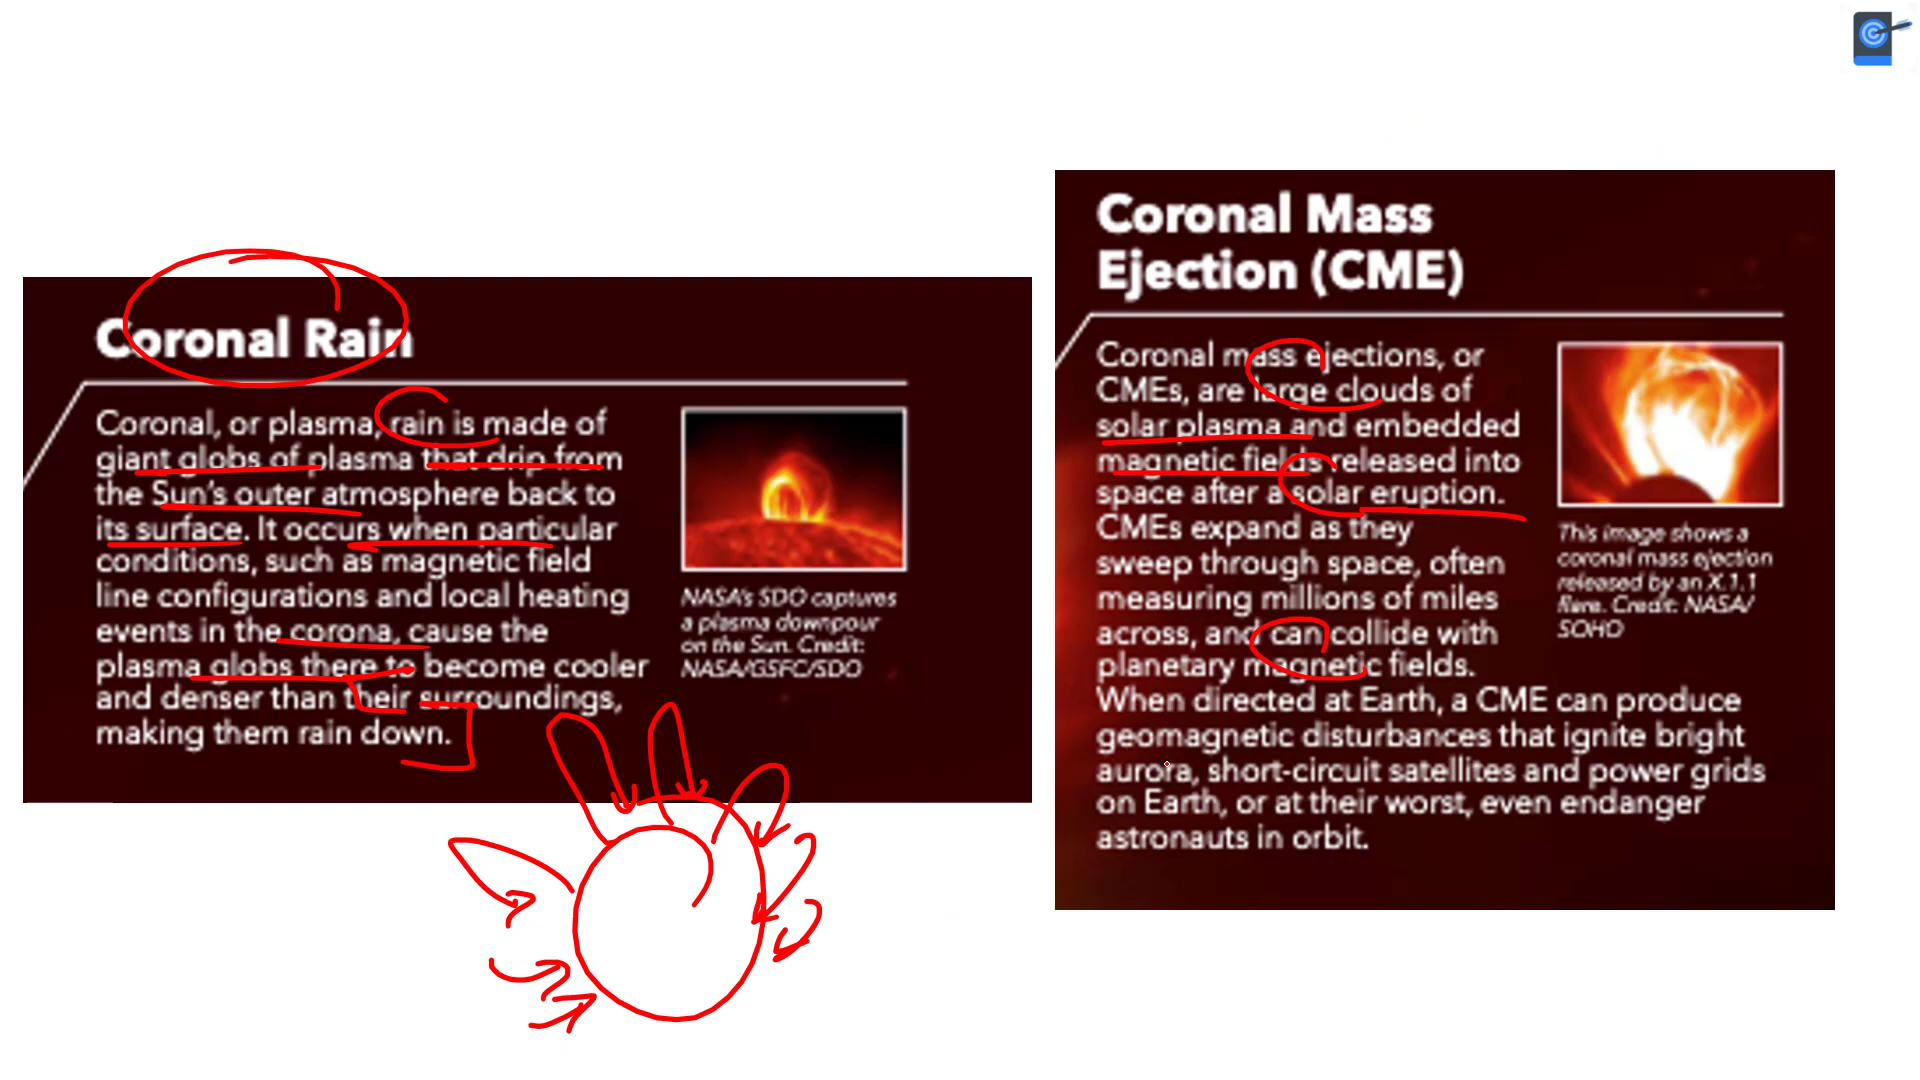 Coronal Rain
Coronal, or plasma, rain is made of
giant globs of plasma that drip from
the Sun's outer atmosphere back to
its surface. It occurs when particular
conditions, such as magnetic field
line configurations and local heating
events in the corona, cause the
plasma globs there to become cooler
and denser than their surroundings,
making them rain down.
NASA's SDO captures
a plasma downpour
on the Sun. Credit:
NASA/GSFC/SDO
Coronal Mass
Ejection (CME)
Coronal mass ejections, or
CMEs, are large clouds of
solar plasma and embedded
magnetic fields released into
space after a solar eruption.
CMEs expand as they
sweep through space, often
measuring millions of miles
across, and can collide with
planetary magnetic fields.
When directed at Earth, a CME can produce
geomagnetic disturbances that ignite bright
aurora, short-circuit satellites and power grids
on Earth, or at their worst, even endanger
astronauts in orbit.
This image shows a
coronal mass ejection
released by an X.1.1
flare. Credit: NASA/
SOHO